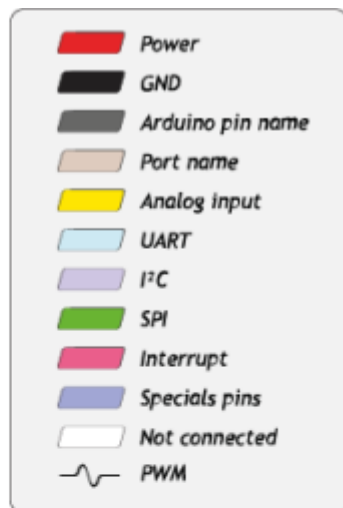 Power
GND
Arduino pin name
Port name
Analog input
UART
I²C
SPI
Interrupt
Specials pins
Not connected
PWM